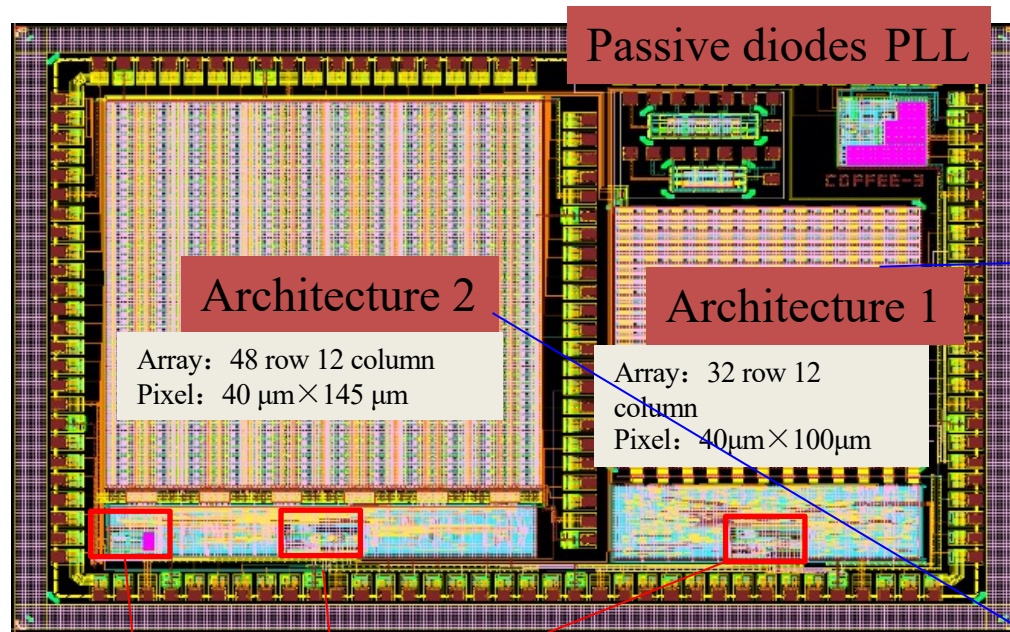 Passive diodes PLL
COFFEE-3
Architecture 2
Array：48 row 12 column
Pixel：40 μm×145 μm
Architecture 1
Array：32 row 12
column
Pixel：40μm×100μm